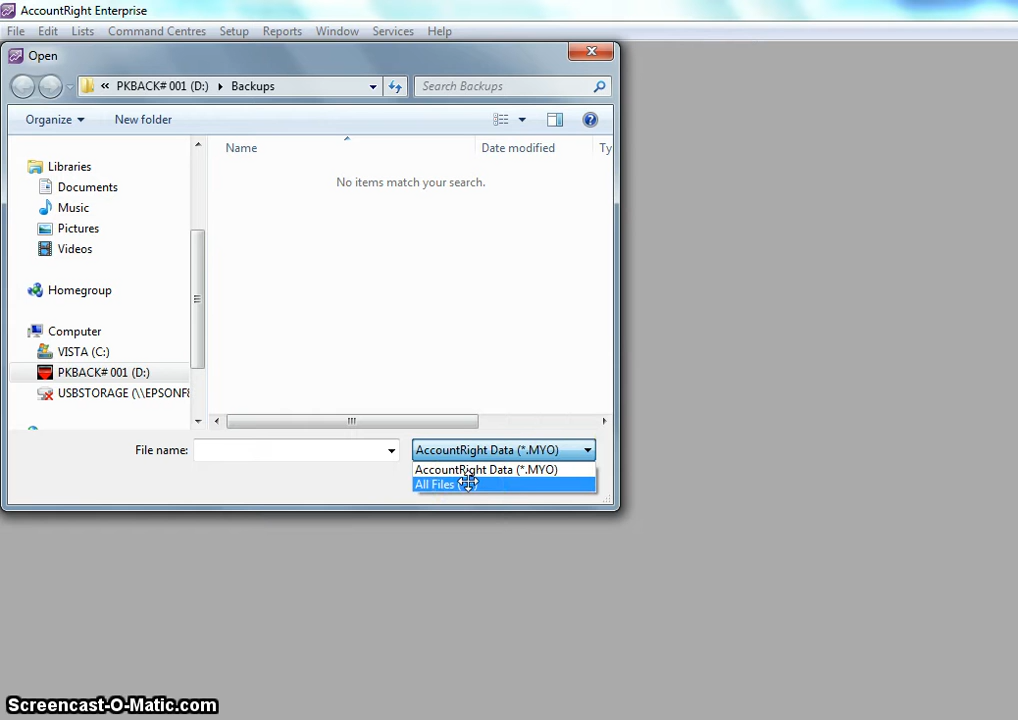 AccountRight Enterprise
File Edit Lists Command Centres Setup Reports Window Services Help
Open
« PKBACK# 001 (D:) Backups Search Backups
Organize New folder
Name Date modified Ty
No items match your search.
Libraries
Documents
Music
Pictures
Videos
Homegroup
Computer
VISTA (C:)
PKBACK# 001 (D:)
USBSTORAGE (\\EPSONF8
File name: AccountRight Data (*.MYO)
AccountRight Data (*.MYO)
All Files
Screencast-O-Matic.com